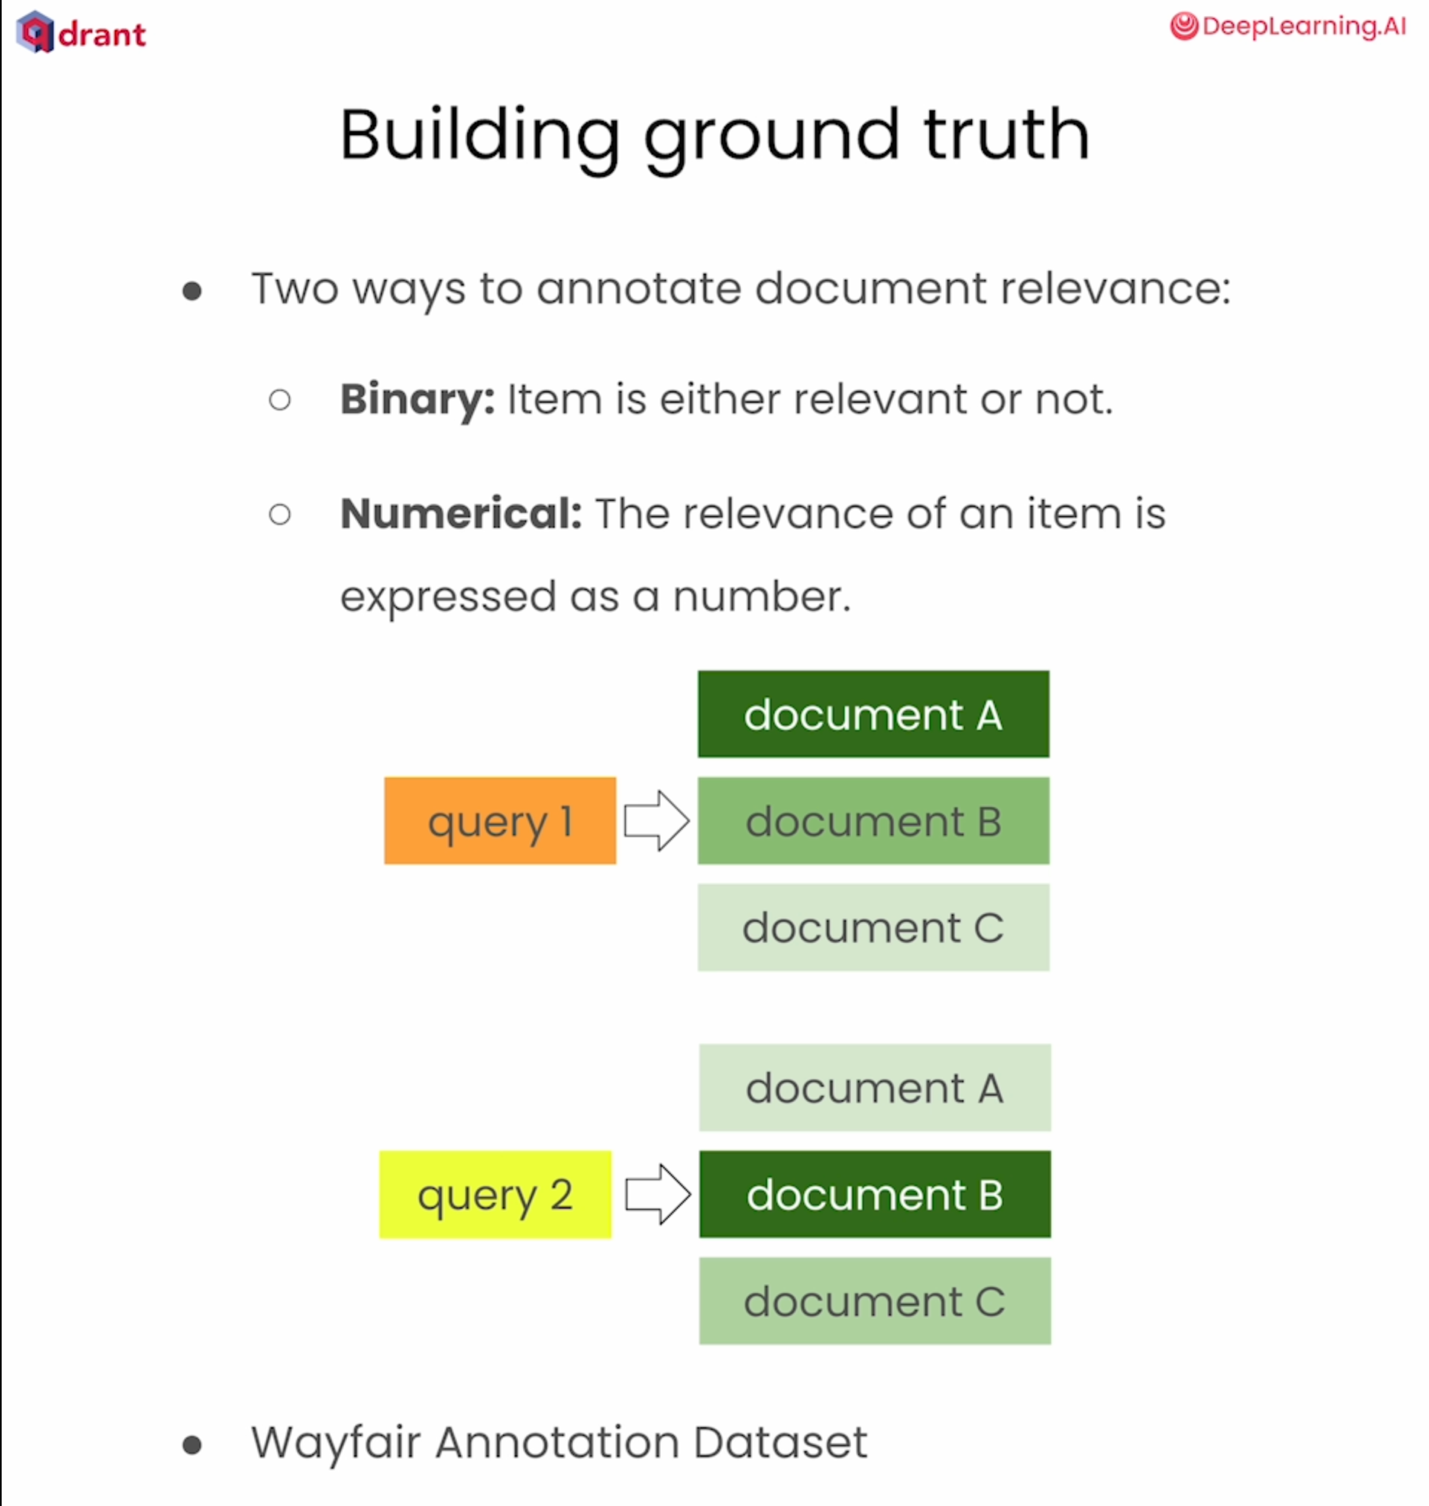 qdrant
DeepLearning.AI
Building ground truth
● Two ways to annotate document relevance:
○ Binary: Item is either relevant or not.
○ Numerical: The relevance of an item is
expressed as a number.
document A
query 1
document B
document C
document A
query 2
document B
document C
● Wayfair Annotation Dataset